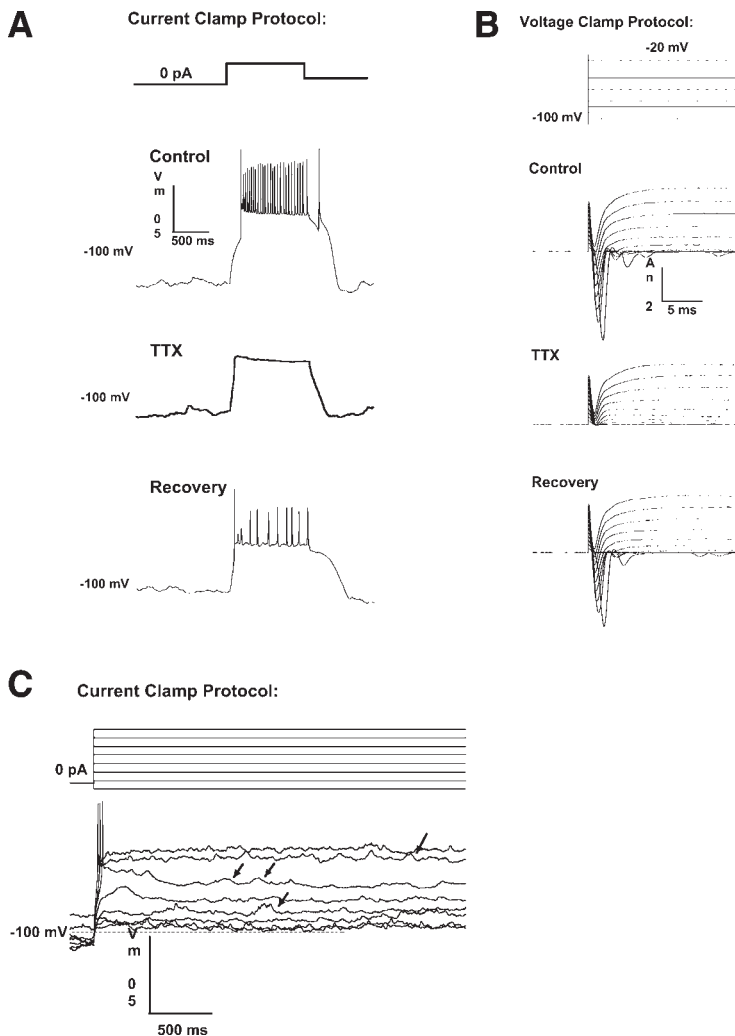 A
Current Clamp Protocol:
0 pA
Control
V
m
0
5
500 ms
-100 mV
TTX
-100 mV
Recovery
-100 mV
B
Voltage Clamp Protocol:
-20 mV
-100 mV
Control
A
n
2
5 ms
TTX
Recovery
C
Current Clamp Protocol:
0 pA
-100 mV
V
m
0
5
500 ms